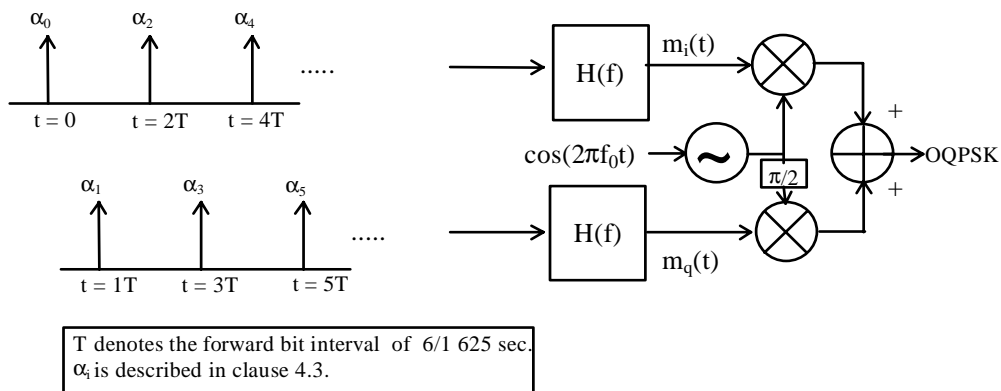 α₀ α₂ α₄
.....
t = 0 t = 2T t = 4T
H(f)
mᵢ(t)
+
cos(2πf₀t)
~
π/2
OQPSK
+
α₁ α₃ α₅
.....
t = 1T t = 3T t = 5T
H(f)
m_q(t)
T denotes the forward bit interval of 6/1 625 sec.
αᵢ is described in clause 4.3.